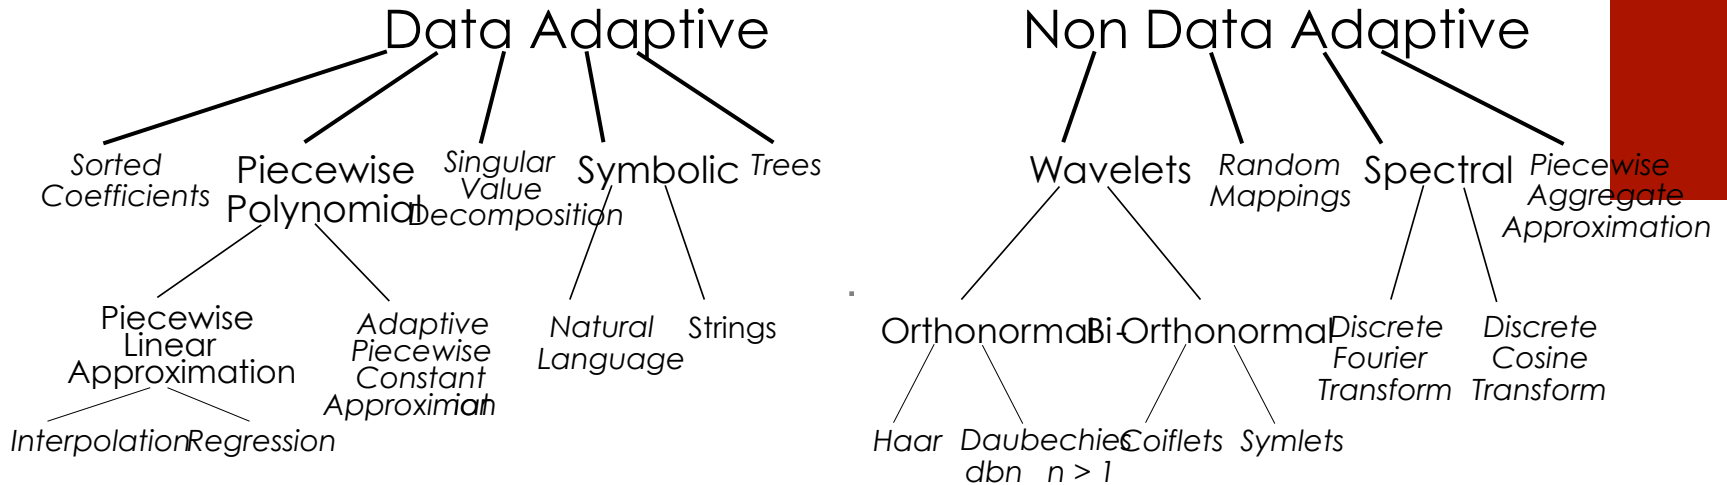 Data Adaptive
Non Data Adaptive
Sorted
Coefficients
Piecewise
Polynomial
Singular
Value
Decomposition
Symbolic
Trees
Wavelets
Random
Mappings
Spectral
Piecewise
Aggregate
Approximation
Piecewise
Linear
Approximation
Adaptive
Piecewise
Constant
Approximation
Natural
Language
Strings
Orthonormal
Bi-Orthonormal
Discrete
Fourier
Transform
Discrete
Cosine
Transform
Interpolation
Regression
Haar
Daubechies
dbn n > 1
Coiflets
Symlets